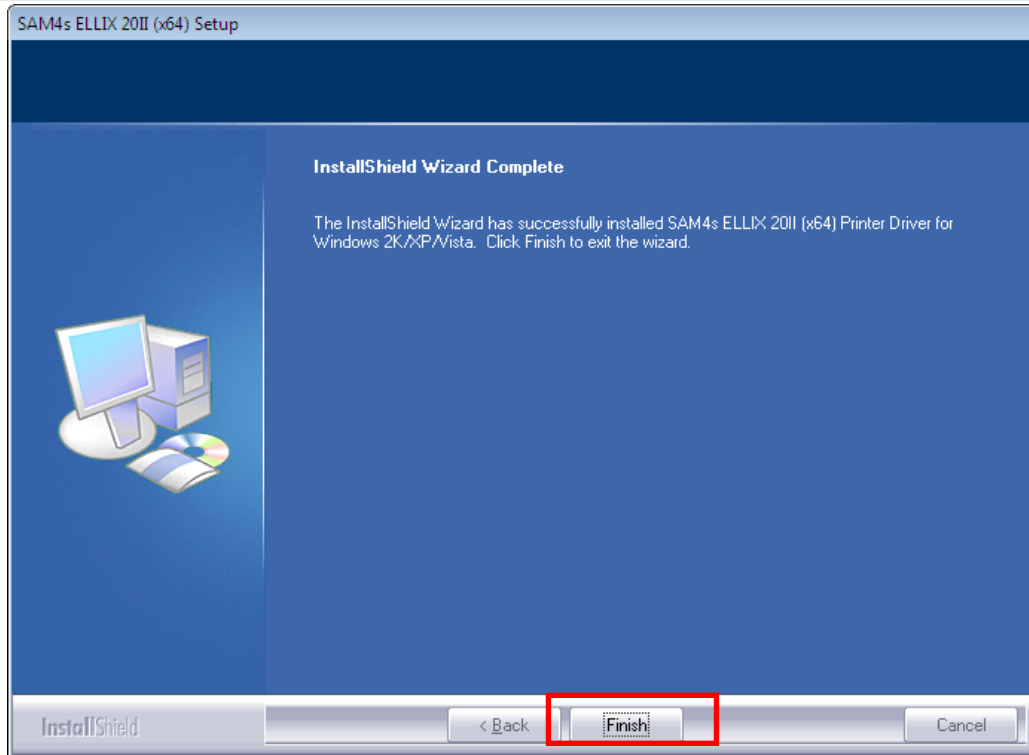 SAM4s ELLIX 20II (x64) Setup
InstallShield Wizard Complete
The InstallShield Wizard has successfully installed SAM4s ELLIX 20II (x64) Printer Driver for
Windows 2K/XP/Vista. Click Finish to exit the wizard.
InstallShield
< Back
Finish
Cancel